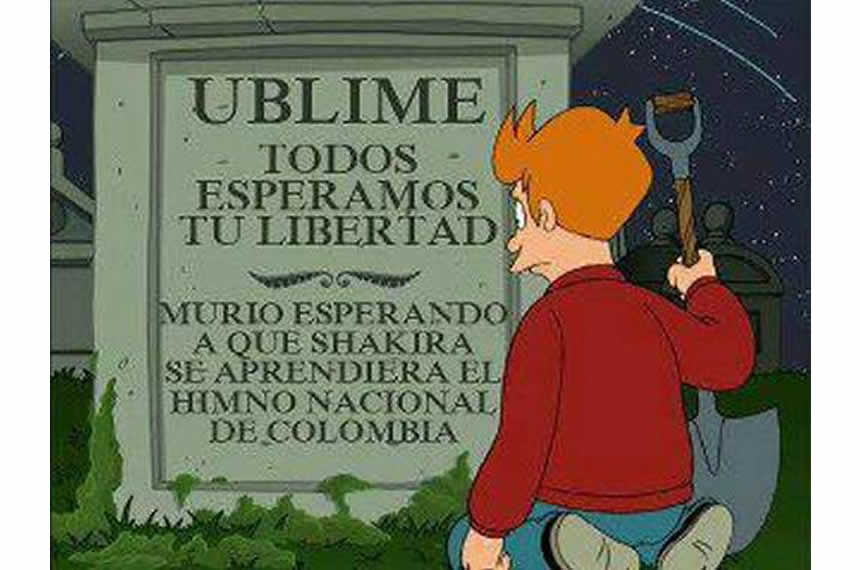 UBLIME
TODOS
ESPERAMOS
TU LIBERTAD
MURIO ESPERANDO
A QUE SHAKIRA
SE APRENDIERA EL
HIMNO NACIONAL
DE COLOMBIA